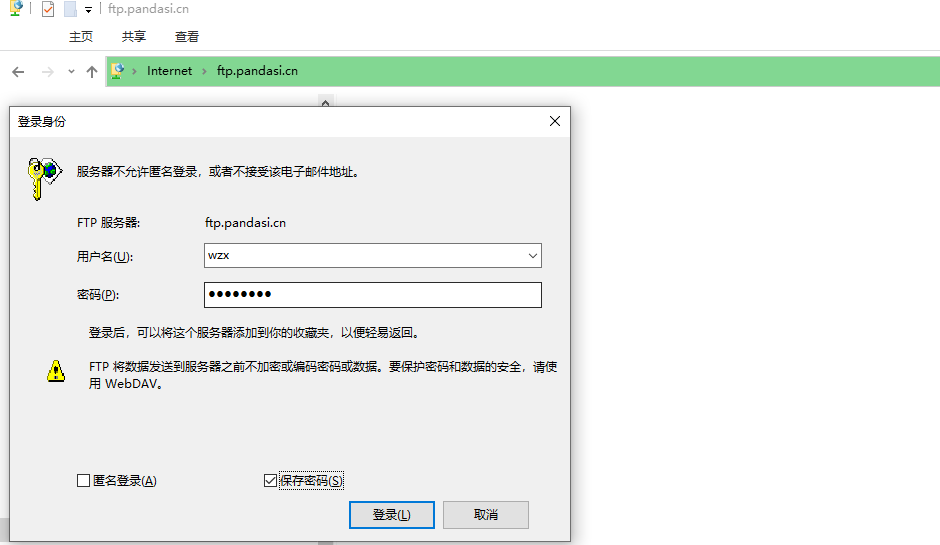 ftp.pandasi.cn
主页 共享 查看
Internet ftp.pandasi.cn
登录身份
服务器不允许匿名登录，或者不接受该电子邮件地址。
FTP 服务器: ftp.pandasi.cn
用户名(U): wzx
密码(P): ●●●●●●●●
登录后，可以将这个服务器添加到你的收藏夹，以便轻易返回。
FTP 将数据发送到服务器之前不加密或编码密码或数据。要保护密码和数据的安全，请使
用 WebDAV。
匿名登录(A) 保存密码(S)
登录(L) 取消